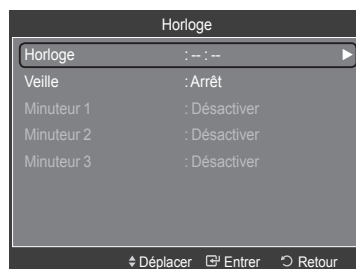 Horloge
Horloge : -- : --
Veille : Arrêt
Minuteur 1 : Désactiver
Minuteur 2 : Désactiver
Minuteur 3 : Désactiver
Déplacer Entrer Retour